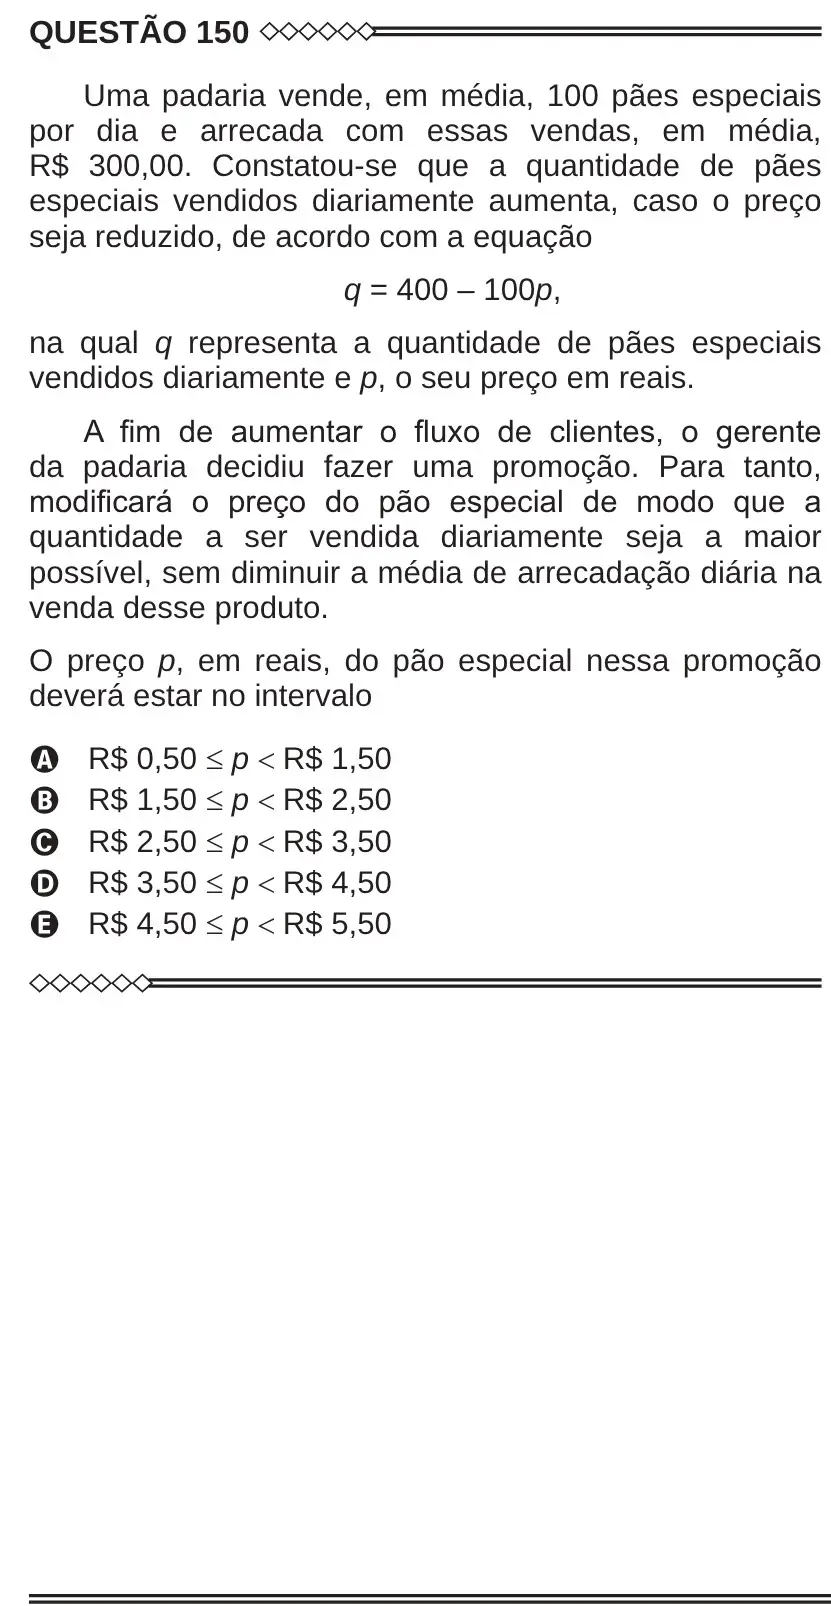 QUESTÃO 150
Uma padaria vende, em média, 100 pães especiais
por dia e arrecada com essas vendas, em média,
R$ 300,00. Constatou-se que a quantidade de pães
especiais vendidos diariamente aumenta, caso o preço
seja reduzido, de acordo com a equação
q = 400 – 100p,
na qual q representa a quantidade de pães especiais
vendidos diariamente e p, o seu preço em reais.
A fim de aumentar o fluxo de clientes, o gerente
da padaria decidiu fazer uma promoção. Para tanto,
modificará o preço do pão especial de modo que a
quantidade a ser vendida diariamente seja a maior
possível, sem diminuir a média de arrecadação diária na
venda desse produto.
O preço p, em reais, do pão especial nessa promoção
deverá estar no intervalo
A R$ 0,50 ≤ p < R$ 1,50
B R$ 1,50 ≤ p < R$ 2,50
C R$ 2,50 ≤ p < R$ 3,50
D R$ 3,50 ≤ p < R$ 4,50
E R$ 4,50 ≤ p < R$ 5,50